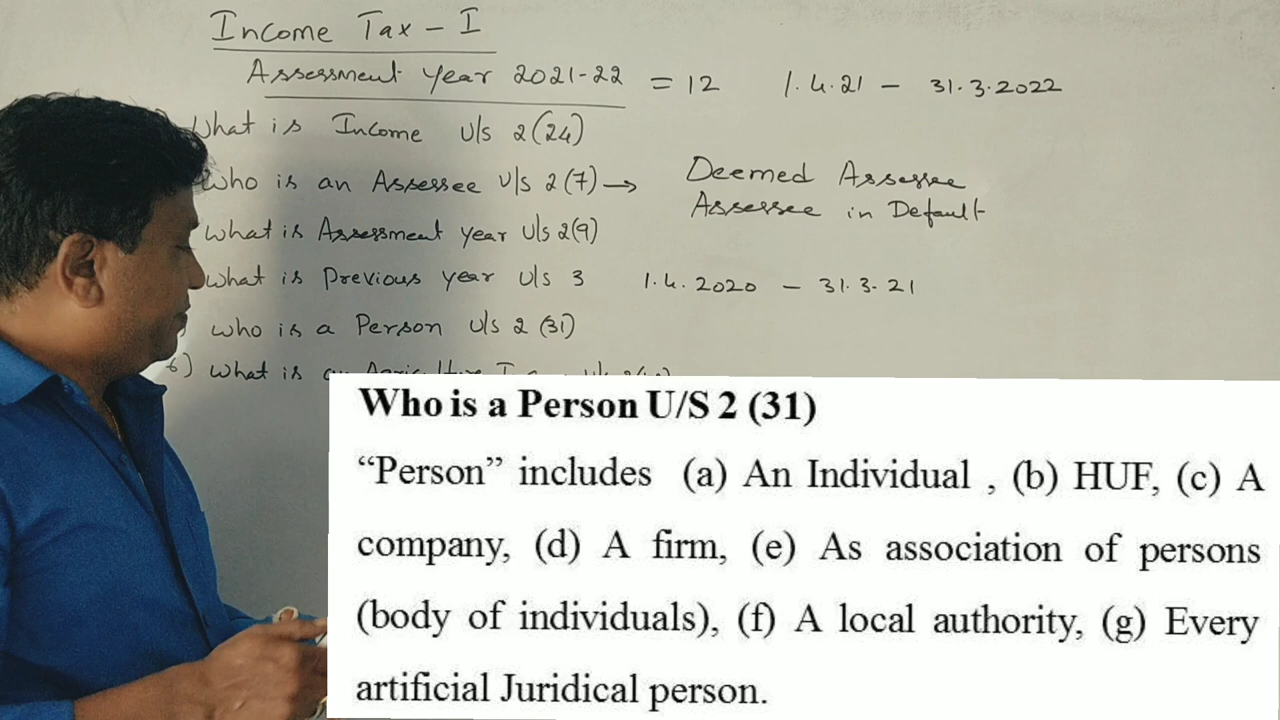 Income Tax - I
Assessment year 2021-22 = 12 1.4.21 - 31.3.2022
What is Income u/s 2(24)
Who is an Assessee u/s 2(7) → Deemed Assessee
Assessee in Default
What is Assessment year u/s 2(9)
What is Previous year u/s 3 1.4.2020 - 31.3.21
) who is a Person u/s 2 (31)
6) what is
Who is a Person U/S 2 (31)
“Person” includes (a) An Individual , (b) HUF, (c) A
company, (d) A firm, (e) As association of persons
(body of individuals), (f) A local authority, (g) Every
artificial Juridical person.